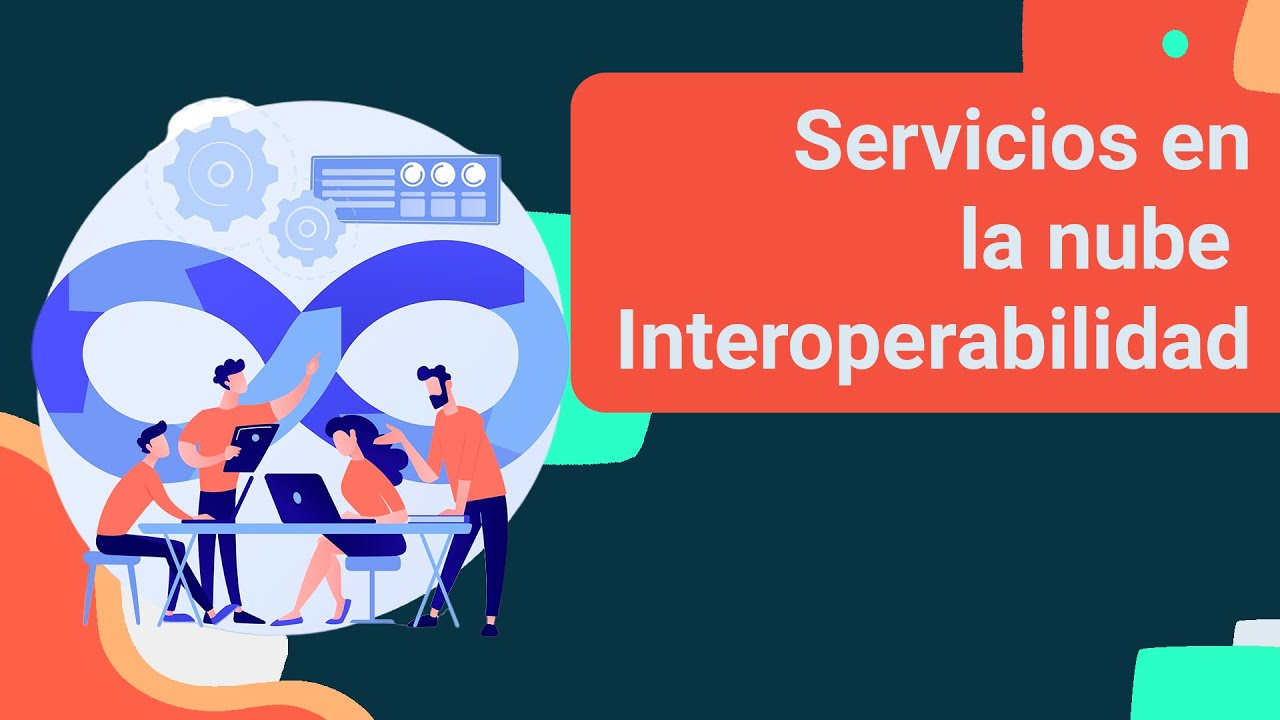 Servicios en
la nube
Interoperabilidad